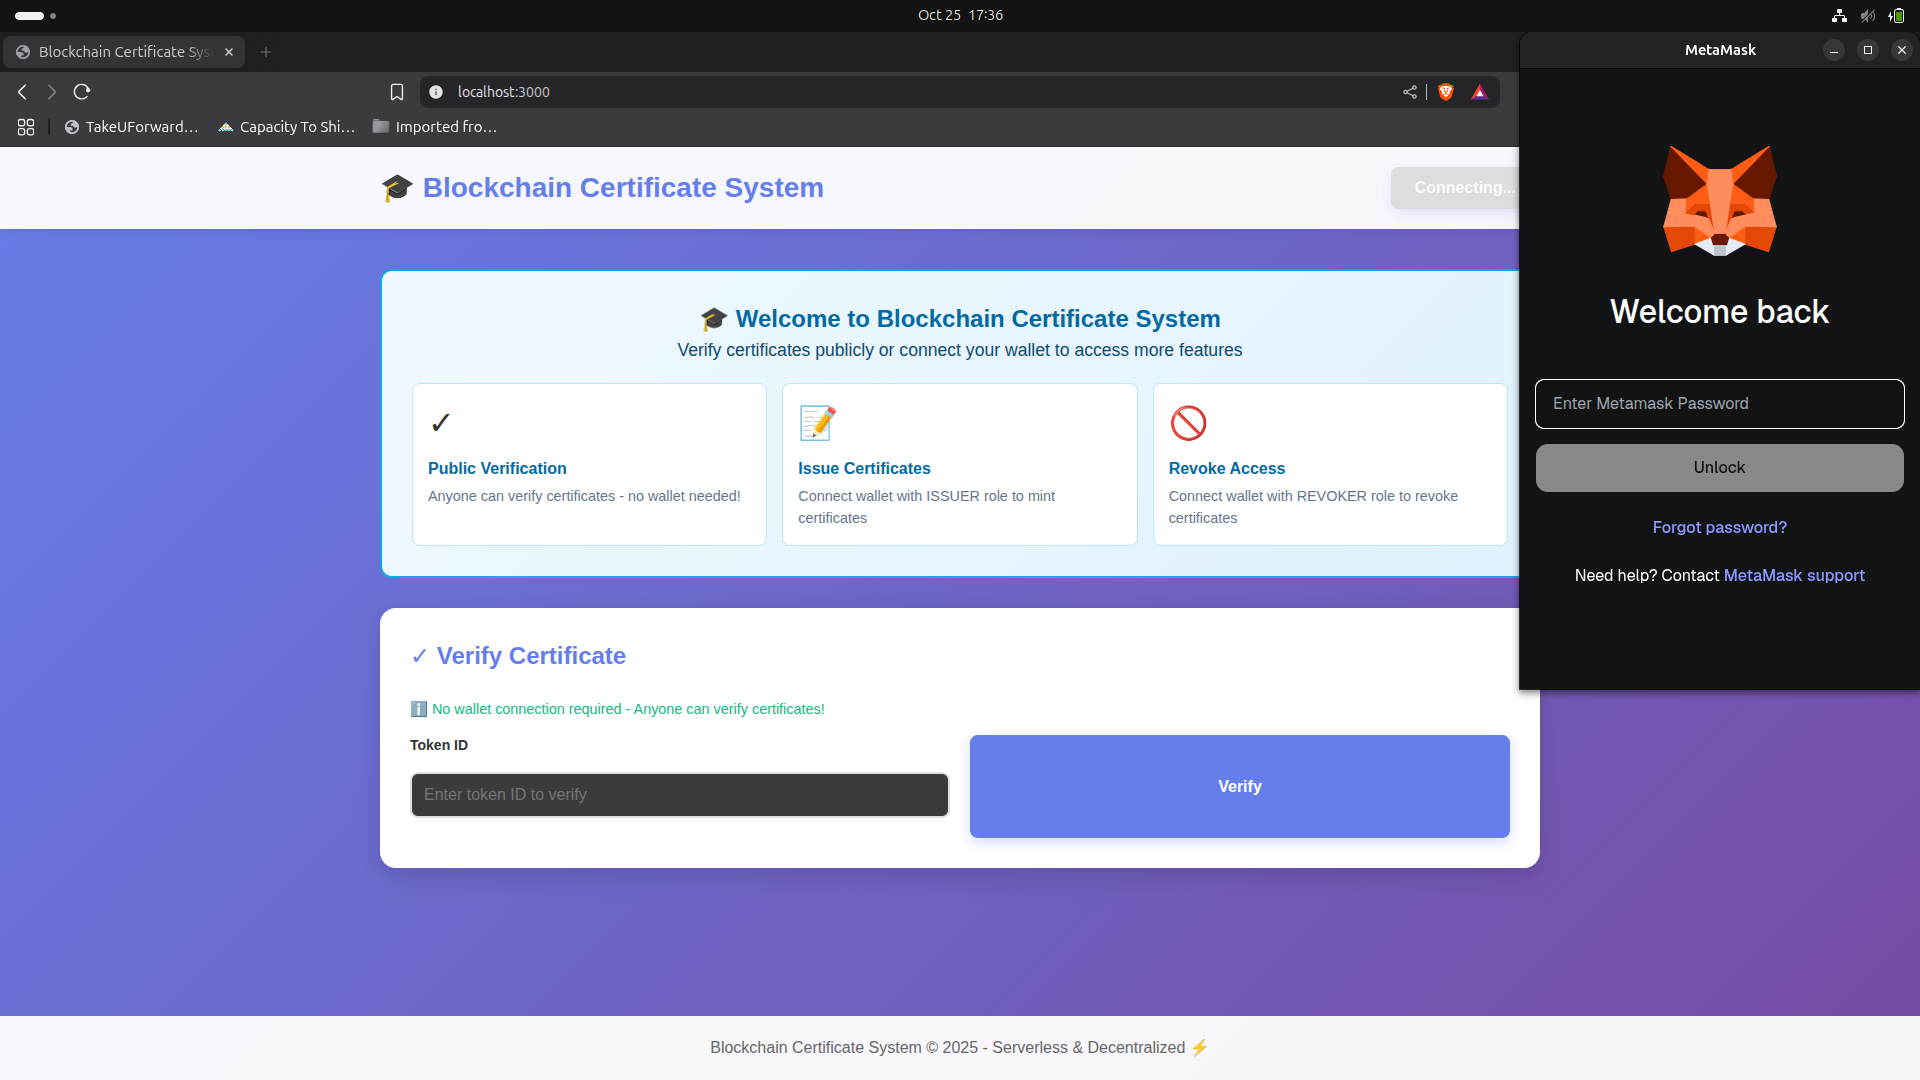 Oct 25 17:36
Blockchain Certificate Sys
localhost:3000
TakeUForward...
Capacity To Shi...
Imported fro...
🎓 Blockchain Certificate System
Connecting...
🎓 Welcome to Blockchain Certificate System
Verify certificates publicly or connect your wallet to access more features
✓
Public Verification
Anyone can verify certificates - no wallet needed!
📝
Issue Certificates
Connect wallet with ISSUER role to mint
certificates
🚫
Revoke Access
Connect wallet with REVOKER role to revoke
certificates
✓ Verify Certificate
ℹ️ No wallet connection required - Anyone can verify certificates!
Token ID
Enter token ID to verify
Verify
Blockchain Certificate System © 2025 - Serverless & Decentralized ⚡
MetaMask
Welcome back
Enter Metamask Password
Unlock
Forgot password?
Need help? Contact MetaMask support